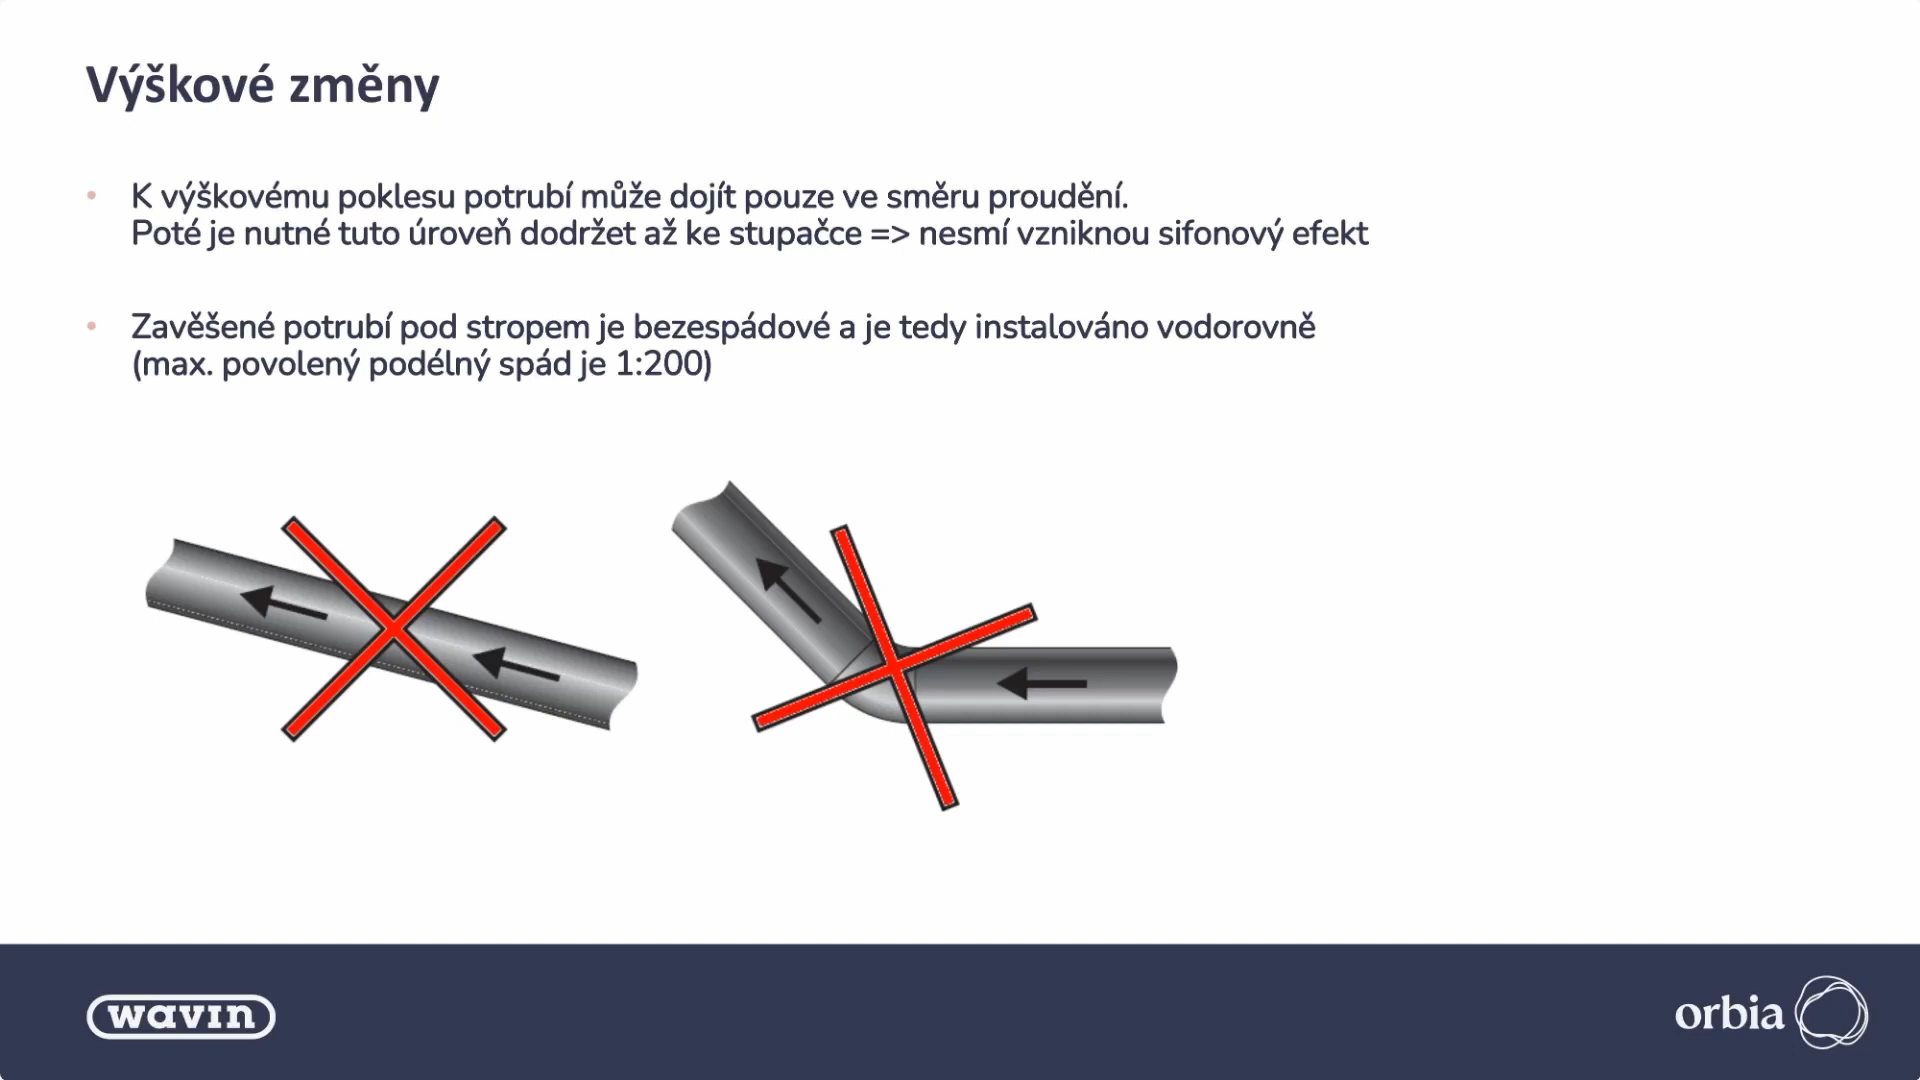 Výškové změny
• K výškovému poklesu potrubí může dojít pouze ve směru proudění.
Poté je nutné tuto úroveň dodržet až ke stupačce => nesmí vzniknou sifonový efekt
• Zavěšené potrubí pod stropem je bezespádové a je tedy instalováno vodorovně
(max. povolený podélný spád je 1:200)
wavin
orbia